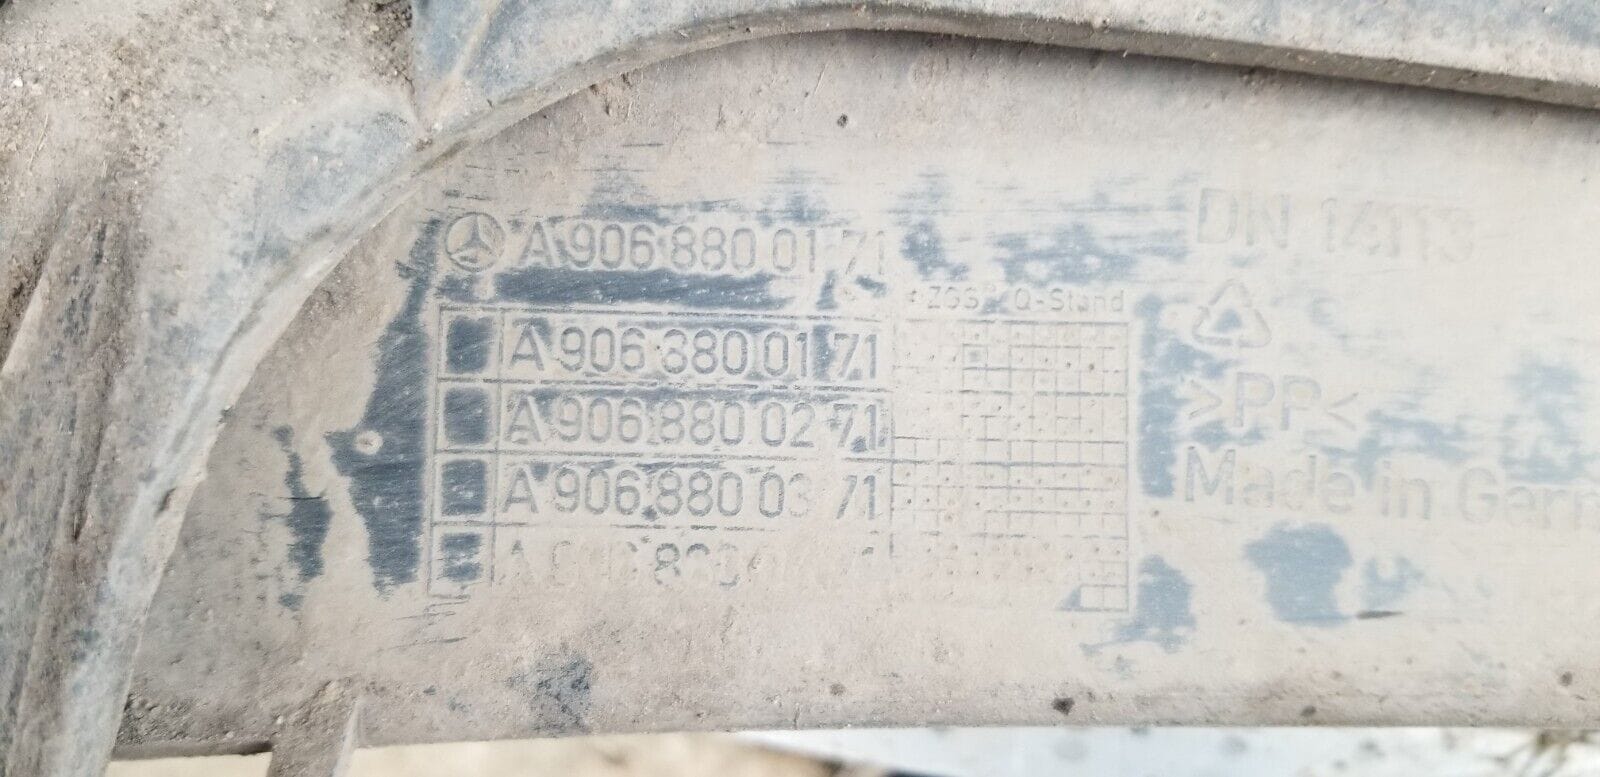 A 906 880 01 71
ZGS Q-Stand
A 906 880 01 71
A 906 880 02 71
A 906 880 03 71
DN 14113
>PP<
Made in Germ